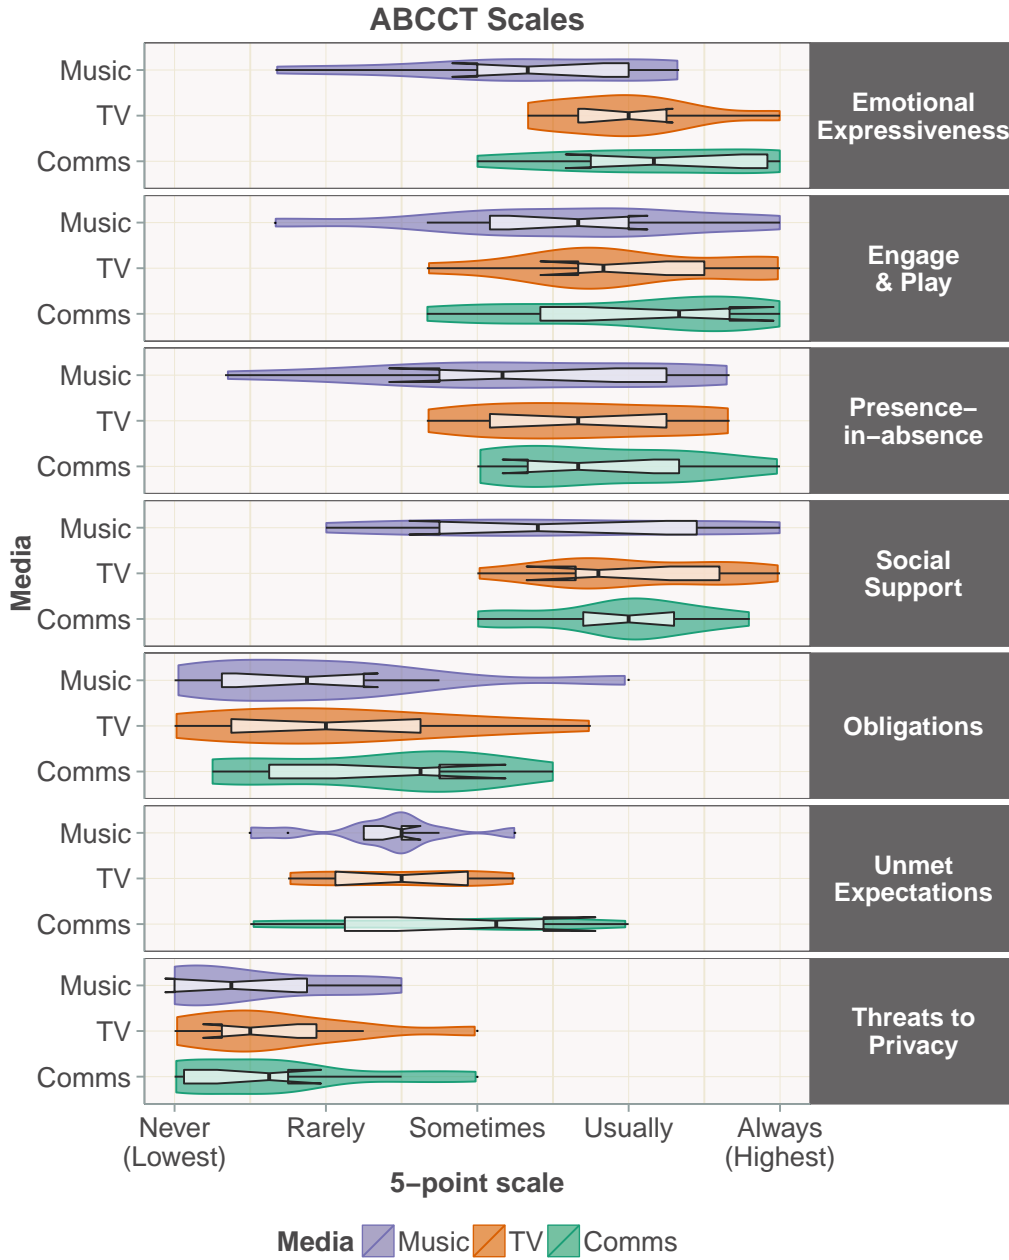 ABCCT Scales
Music
TV
Comms
Emotional
Expressiveness
Music
TV
Comms
Engage
& Play
Music
TV
Comms
Presence−
in−absence
Music
TV
Comms
Social
Support
Media
Music
TV
Comms
Obligations
Music
TV
Comms
Unmet
Expectations
Music
TV
Comms
Threats to
Privacy
Never
(Lowest)
Rarely
Sometimes
Usually
Always
(Highest)
5−point scale
Media Music TV Comms